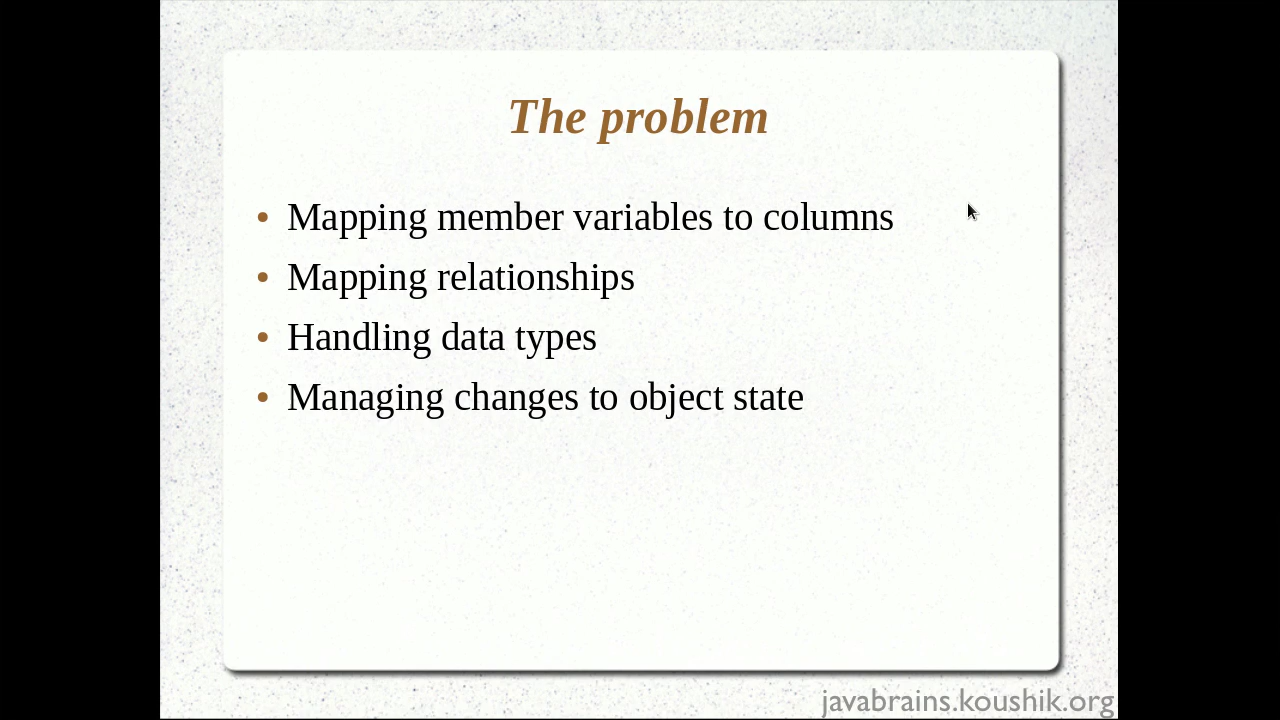 The problem
• Mapping member variables to columns
• Mapping relationships
• Handling data types
• Managing changes to object state
javabrains.koushik.org